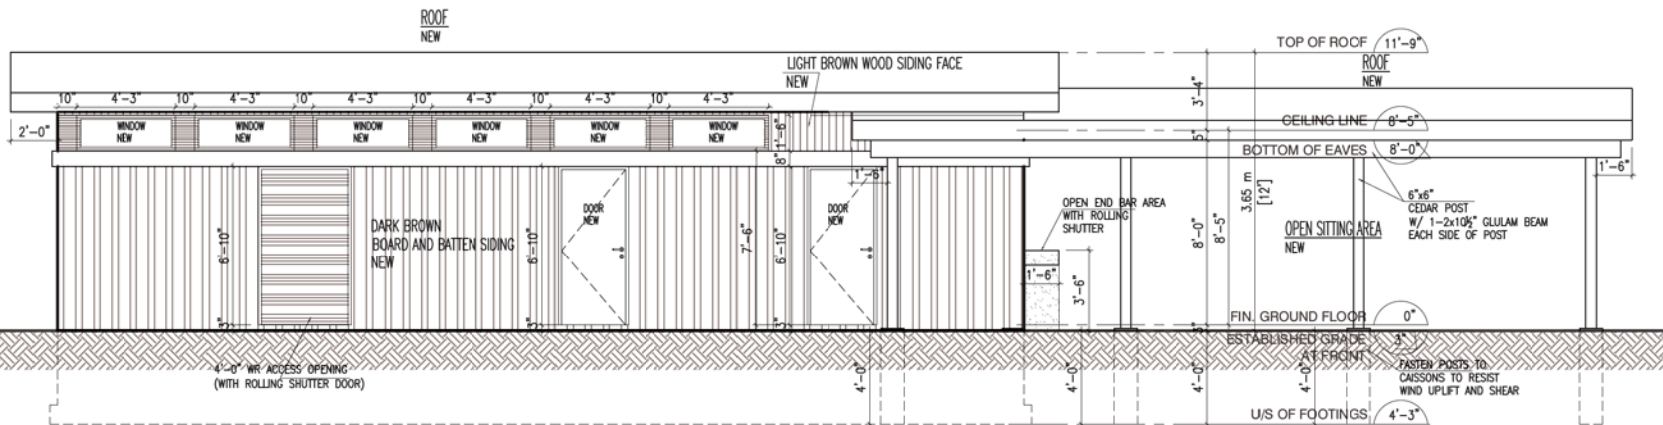 ROOF
NEW
TOP OF ROOF 11'-9"
ROOF
NEW
LIGHT BROWN WOOD SIDING FACE
NEW
3'-4"
10" 4'-3" 10" 4'-3" 10" 4'-3" 10" 4'-3" 10" 4'-3" 10" 4'-3"
2'-0"
WINDOW
NEW
WINDOW
NEW
WINDOW
NEW
WINDOW
NEW
WINDOW
NEW
WINDOW
NEW
1'-6"
8"
CEILING LINE 8'-5"
5"
BOTTOM OF EAVES 8'-0"
1'-6"
1'-6"
3.65 m
[12']
6"x6"
CEDAR POST
W/ 1-2x10½" GLULAM BEAM
EACH SIDE OF POST
OPEN END BAR AREA
WITH ROLLING
SHUTTER
DOOR
NEW
DOOR
NEW
DARK BROWN
BOARD AND BATTEN SIDING
NEW
OPEN SITTING AREA
NEW
6'-10"
6'-10"
7'-6"
6'-10"
8'-0"
8'-5"
1'-6"
3'-6"
3"
3"
3"
3"
FIN. GROUND FLOOR 0"
ESTABLISHED GRADE 3"
AT FRONT
4'-0" WR ACCESS OPENING
(WITH ROLLING SHUTTER DOOR)
FASTEN POSTS TO
CAISSONS TO RESIST
WIND UPLIFT AND SHEAR
4'-0"
4'-0"
4'-0"
4'-0"
U/S OF FOOTINGS 4'-3"